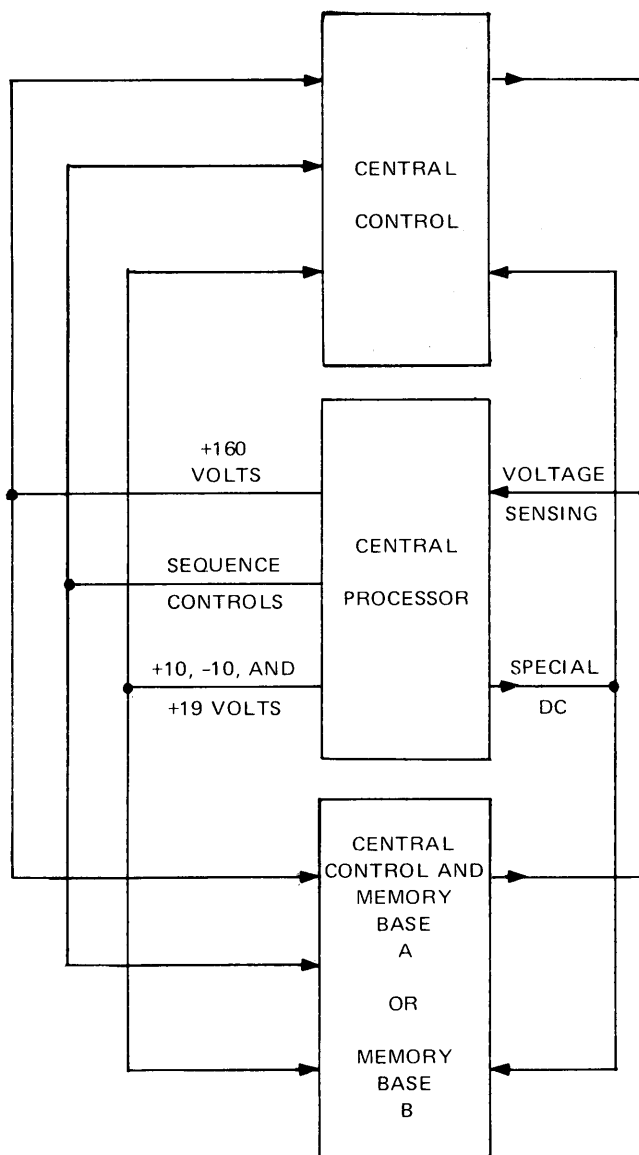 CENTRAL
CONTROL
+160
VOLTS
SEQUENCE
CONTROLS
+10, -10, AND
+19 VOLTS
CENTRAL
PROCESSOR
VOLTAGE
SENSING
SPECIAL
DC
CENTRAL
CONTROL AND
MEMORY
BASE
A
OR
MEMORY
BASE
B